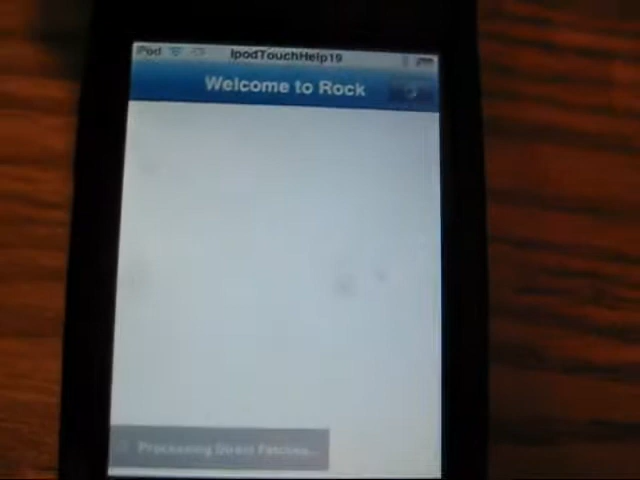 iPod IpodTouchHelp19
Welcome to Rock
Processing Direct Fetches...